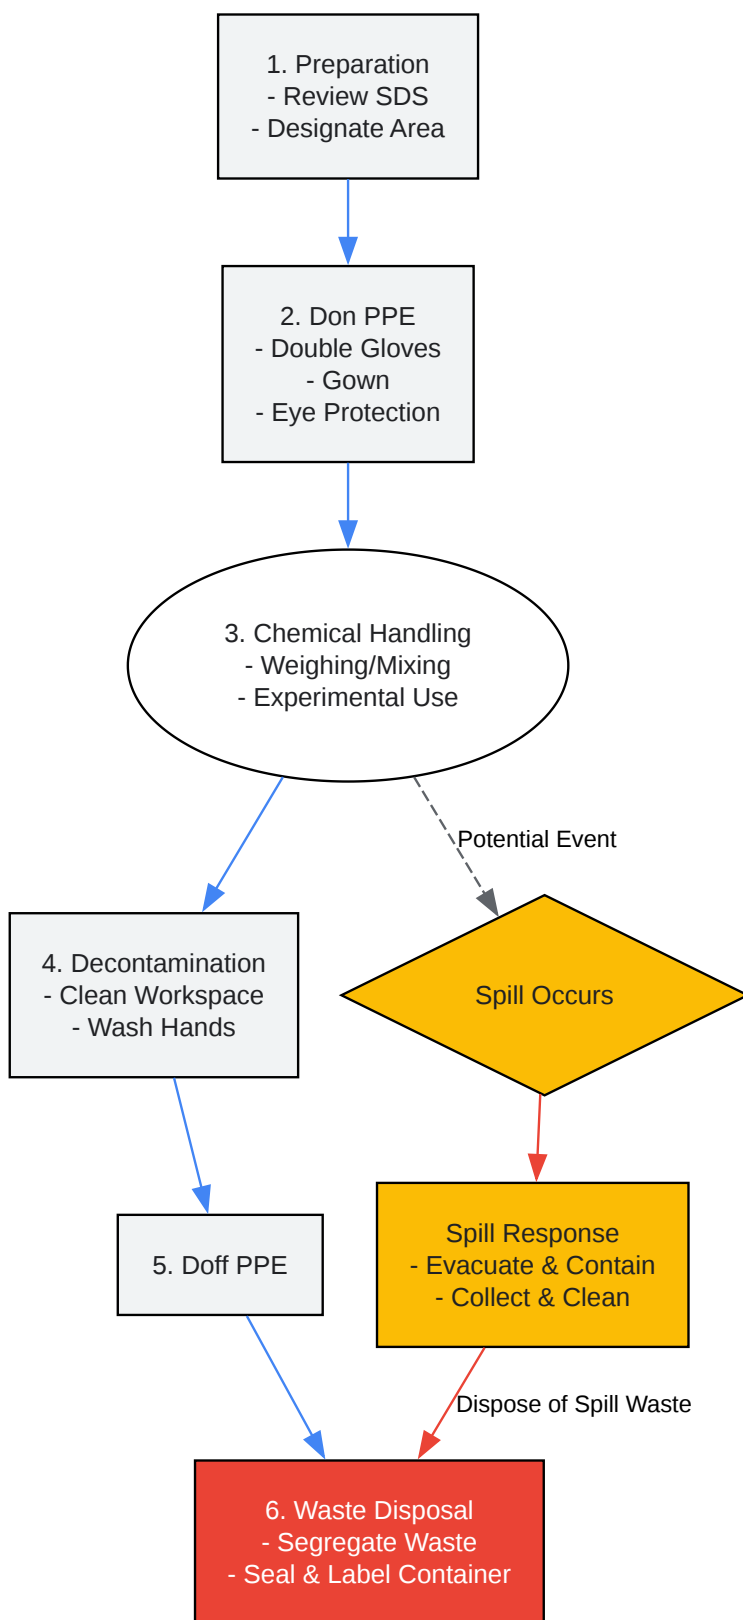 1. Preparation
- Review SDS
- Designate Area
2. Don PPE
- Double Gloves
- Gown
- Eye Protection
3. Chemical Handling
- Weighing/Mixing
- Experimental Use
Potential Event
4. Decontamination
- Clean Workspace
- Wash Hands
Spill Occurs
5. Doff PPE
Spill Response
- Evacuate & Contain
- Collect & Clean
Dispose of Spill Waste
6. Waste Disposal
- Segregate Waste
- Seal & Label Container